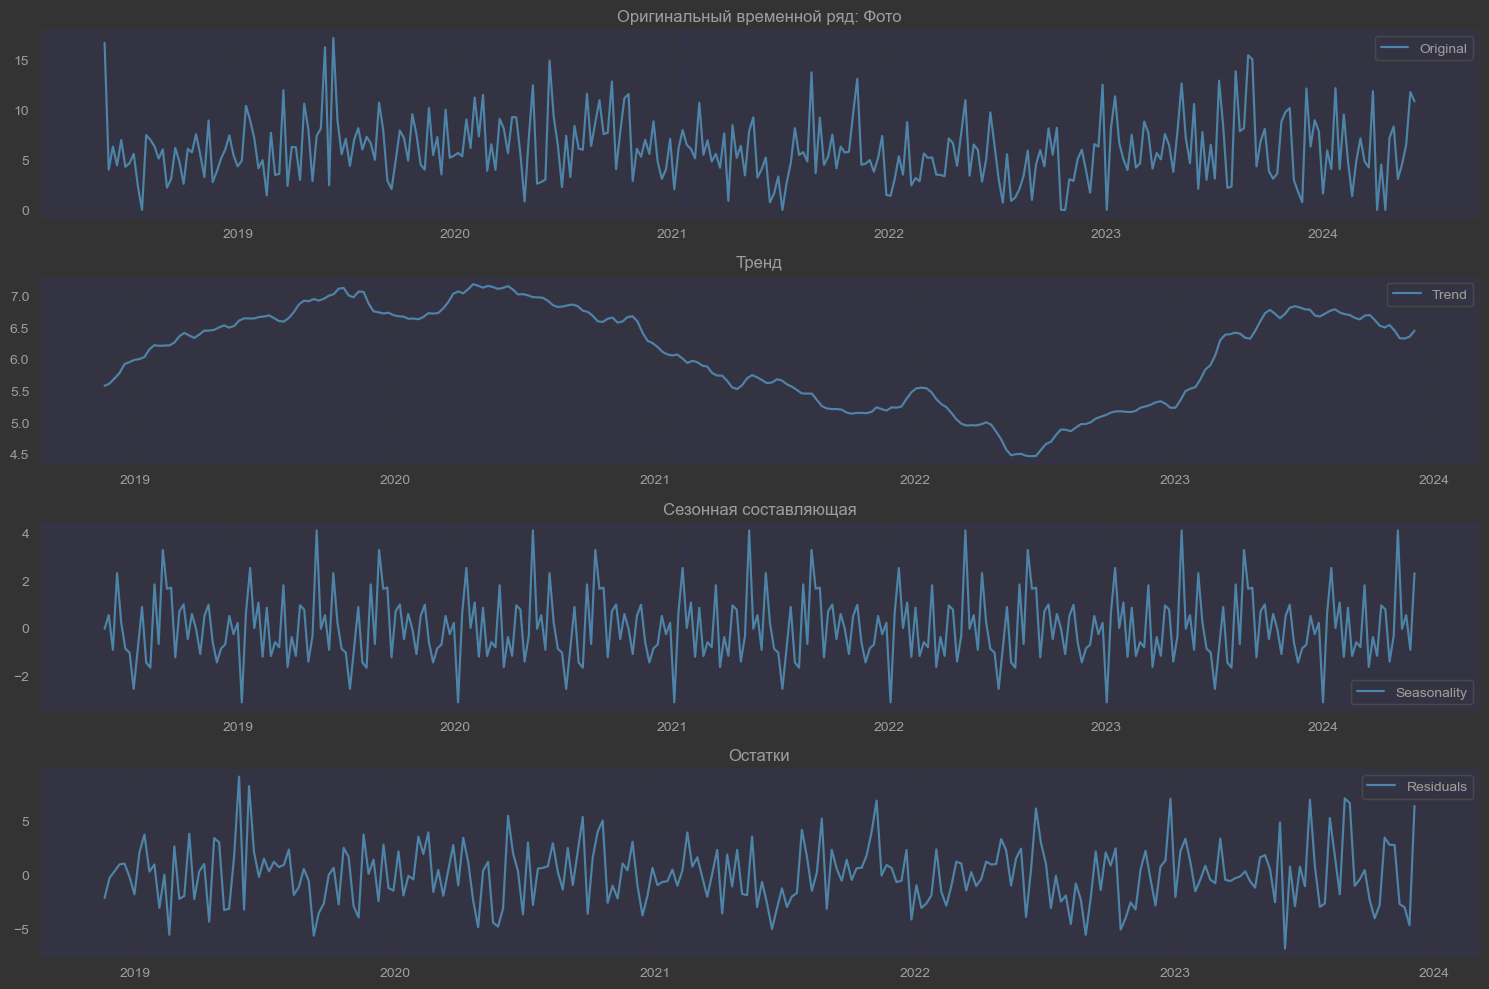 Оригинальный временной ряд: Фото
Original
15
10
5
0
2019 2020 2021 2022 2023 2024
Тренд
Trend
7.0
6.5
6.0
5.5
5.0
4.5
2019 2020 2021 2022 2023 2024
Сезонная составляющая
4
2
0
−2
Seasonality
2019 2020 2021 2022 2023 2024
Остатки
Residuals
5
0
−5
2019 2020 2021 2022 2023 2024